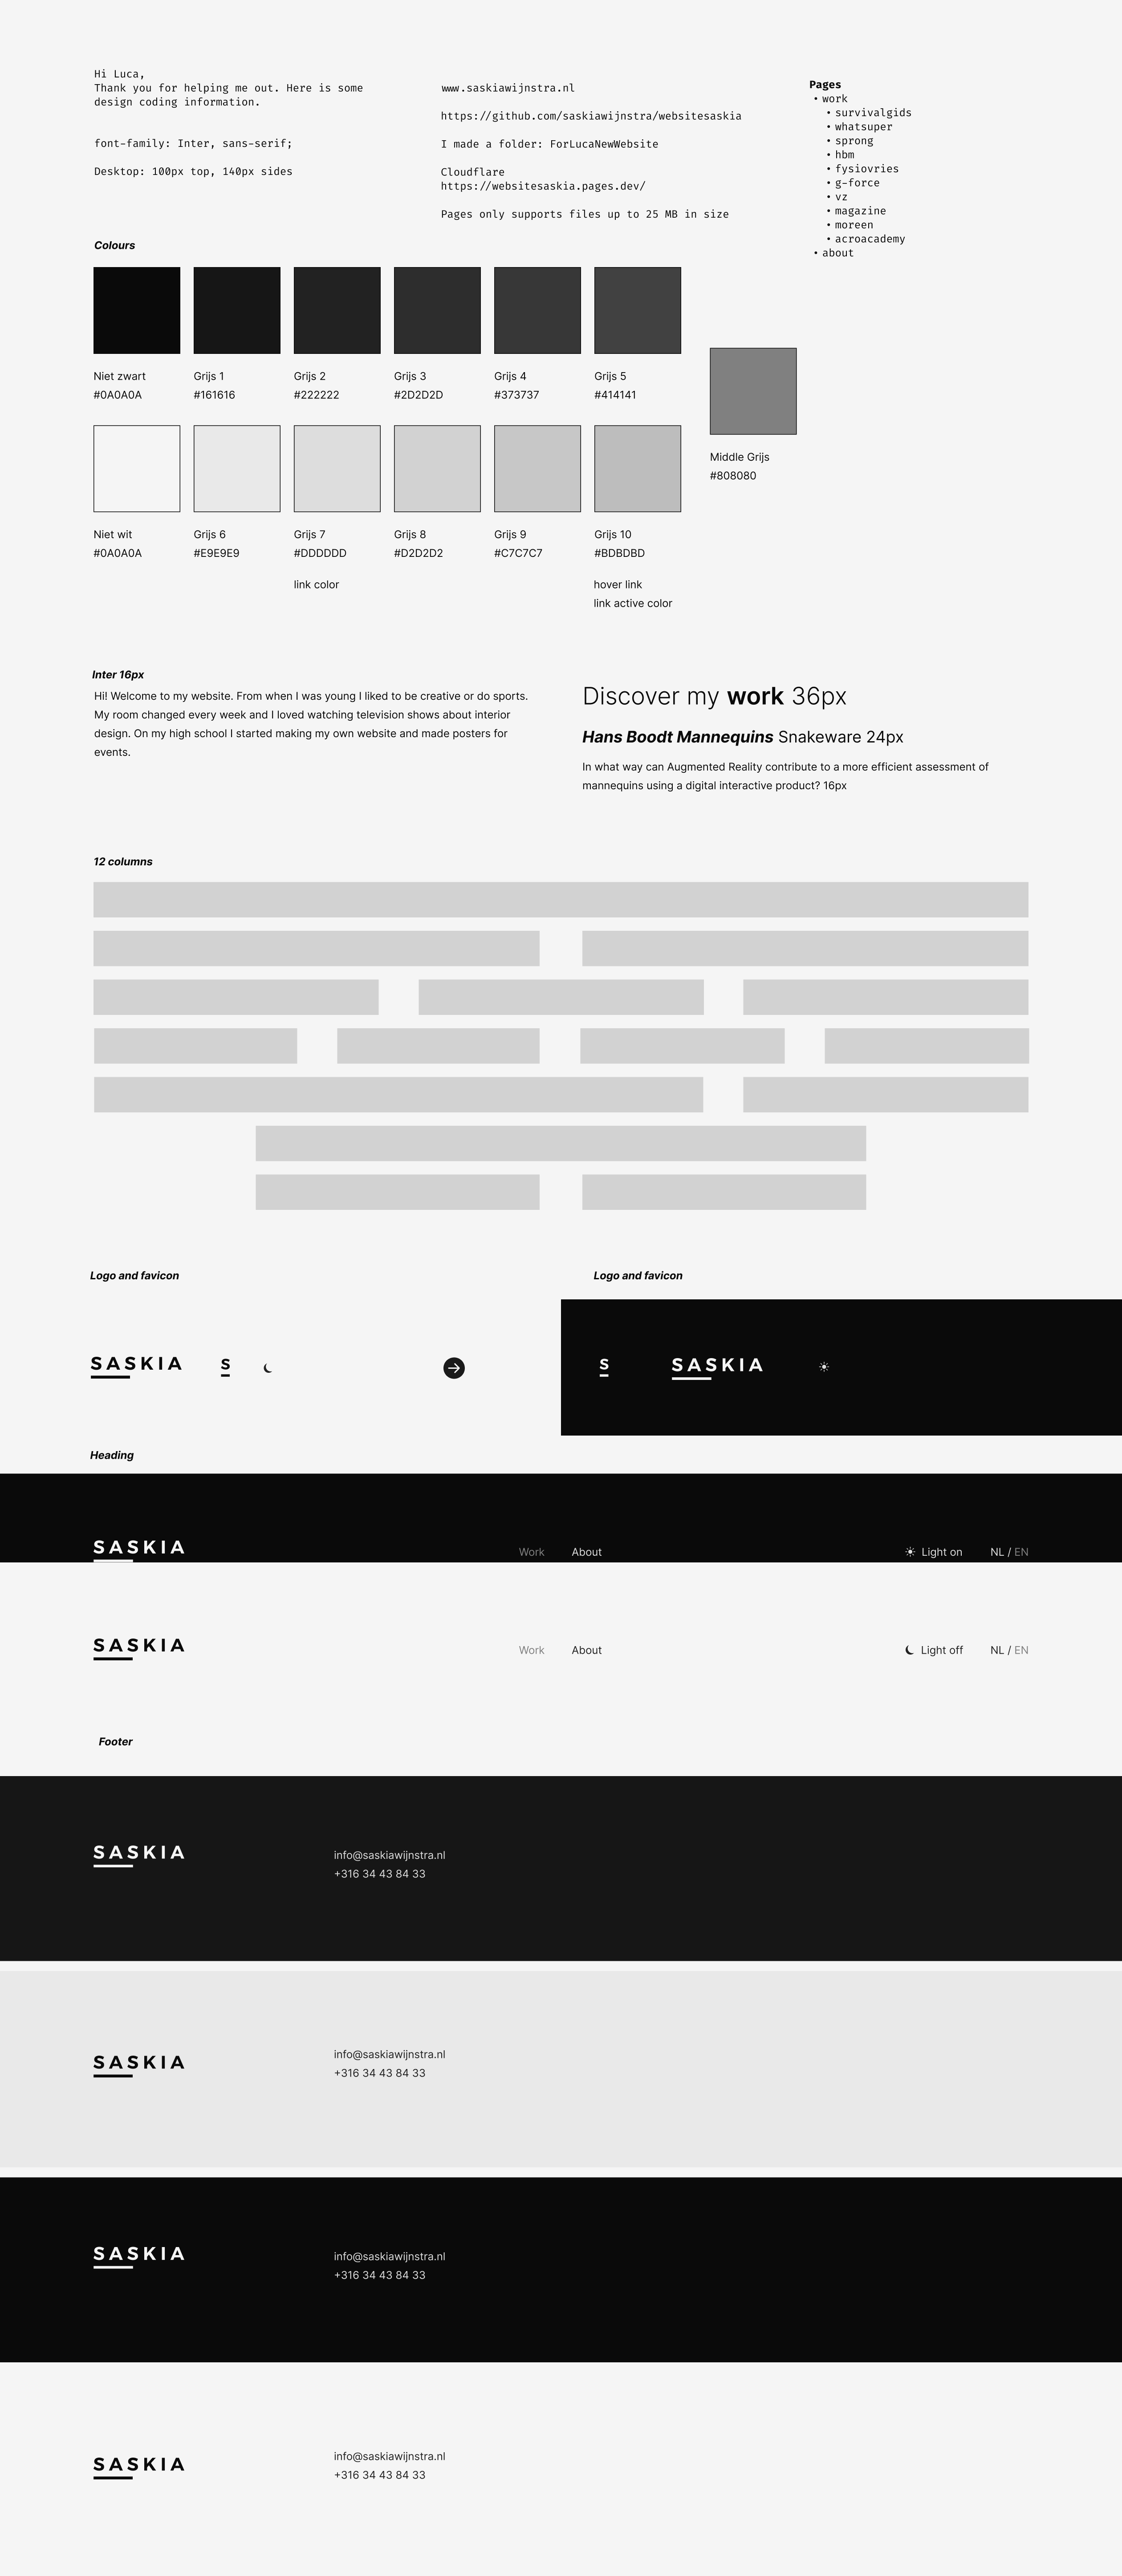 Hi Luca,
Thank you for helping me out. Here is some
design coding information.
font-family: Inter, sans-serif;
Desktop: 100px top, 140px sides
www.saskiawijnstra.nl
https://github.com/saskiawijnstra/websitesaskia
I made a folder: ForLucaNewWebsite
Cloudflare
https://websitesaskia.pages.dev/
Pages only supports files up to 25 MB in size
Pages
• work
• survivalgids
• whatsuper
• sprong
• hbm
• fysiovries
• g-force
• vz
• magazine
• moreen
• acroacademy
• about
Colours
Niet zwart
#0A0A0A
Grijs 1
#161616
Grijs 2
#222222
Grijs 3
#2D2D2D
Grijs 4
#373737
Grijs 5
#414141
Middle Grijs
#808080
Niet wit
#0A0A0A
Grijs 6
#E9E9E9
Grijs 7
#DDDDDD
link color
Grijs 8
#D2D2D2
Grijs 9
#C7C7C7
Grijs 10
#BDBDBD
hover link
link active color
Inter 16px
Hi! Welcome to my website. From when I was young I liked to be creative or do sports.
My room changed every week and I loved watching television shows about interior
design. On my high school I started making my own website and made posters for
events.
Discover my work 36px
Hans Boodt Mannequins Snakeware 24px
In what way can Augmented Reality contribute to a more efficient assessment of
mannequins using a digital interactive product? 16px
12 columns
Logo and favicon
Logo and favicon
SASKIA
S
S
SASKIA
Heading
SASKIA
Work
About
Light on
NL / EN
SASKIA
Work
About
Light off
NL / EN
Footer
SASKIA
info@saskiawijnstra.nl
+316 34 43 84 33
SASKIA
info@saskiawijnstra.nl
+316 34 43 84 33
SASKIA
info@saskiawijnstra.nl
+316 34 43 84 33
SASKIA
info@saskiawijnstra.nl
+316 34 43 84 33